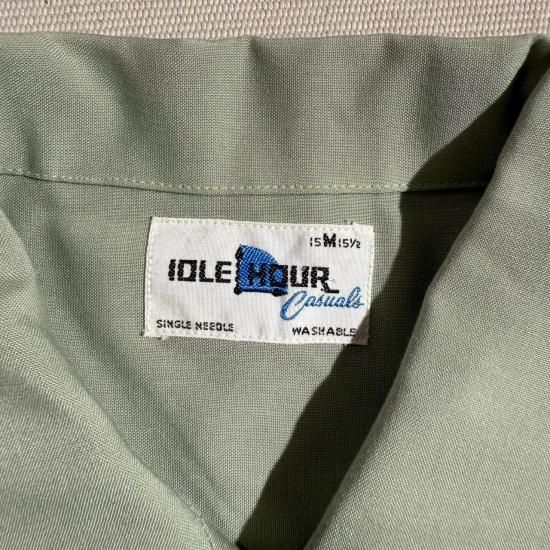 15 M 15½
IDLE HOUR
Casuals
SINGLE NEEDLE WASHABLE